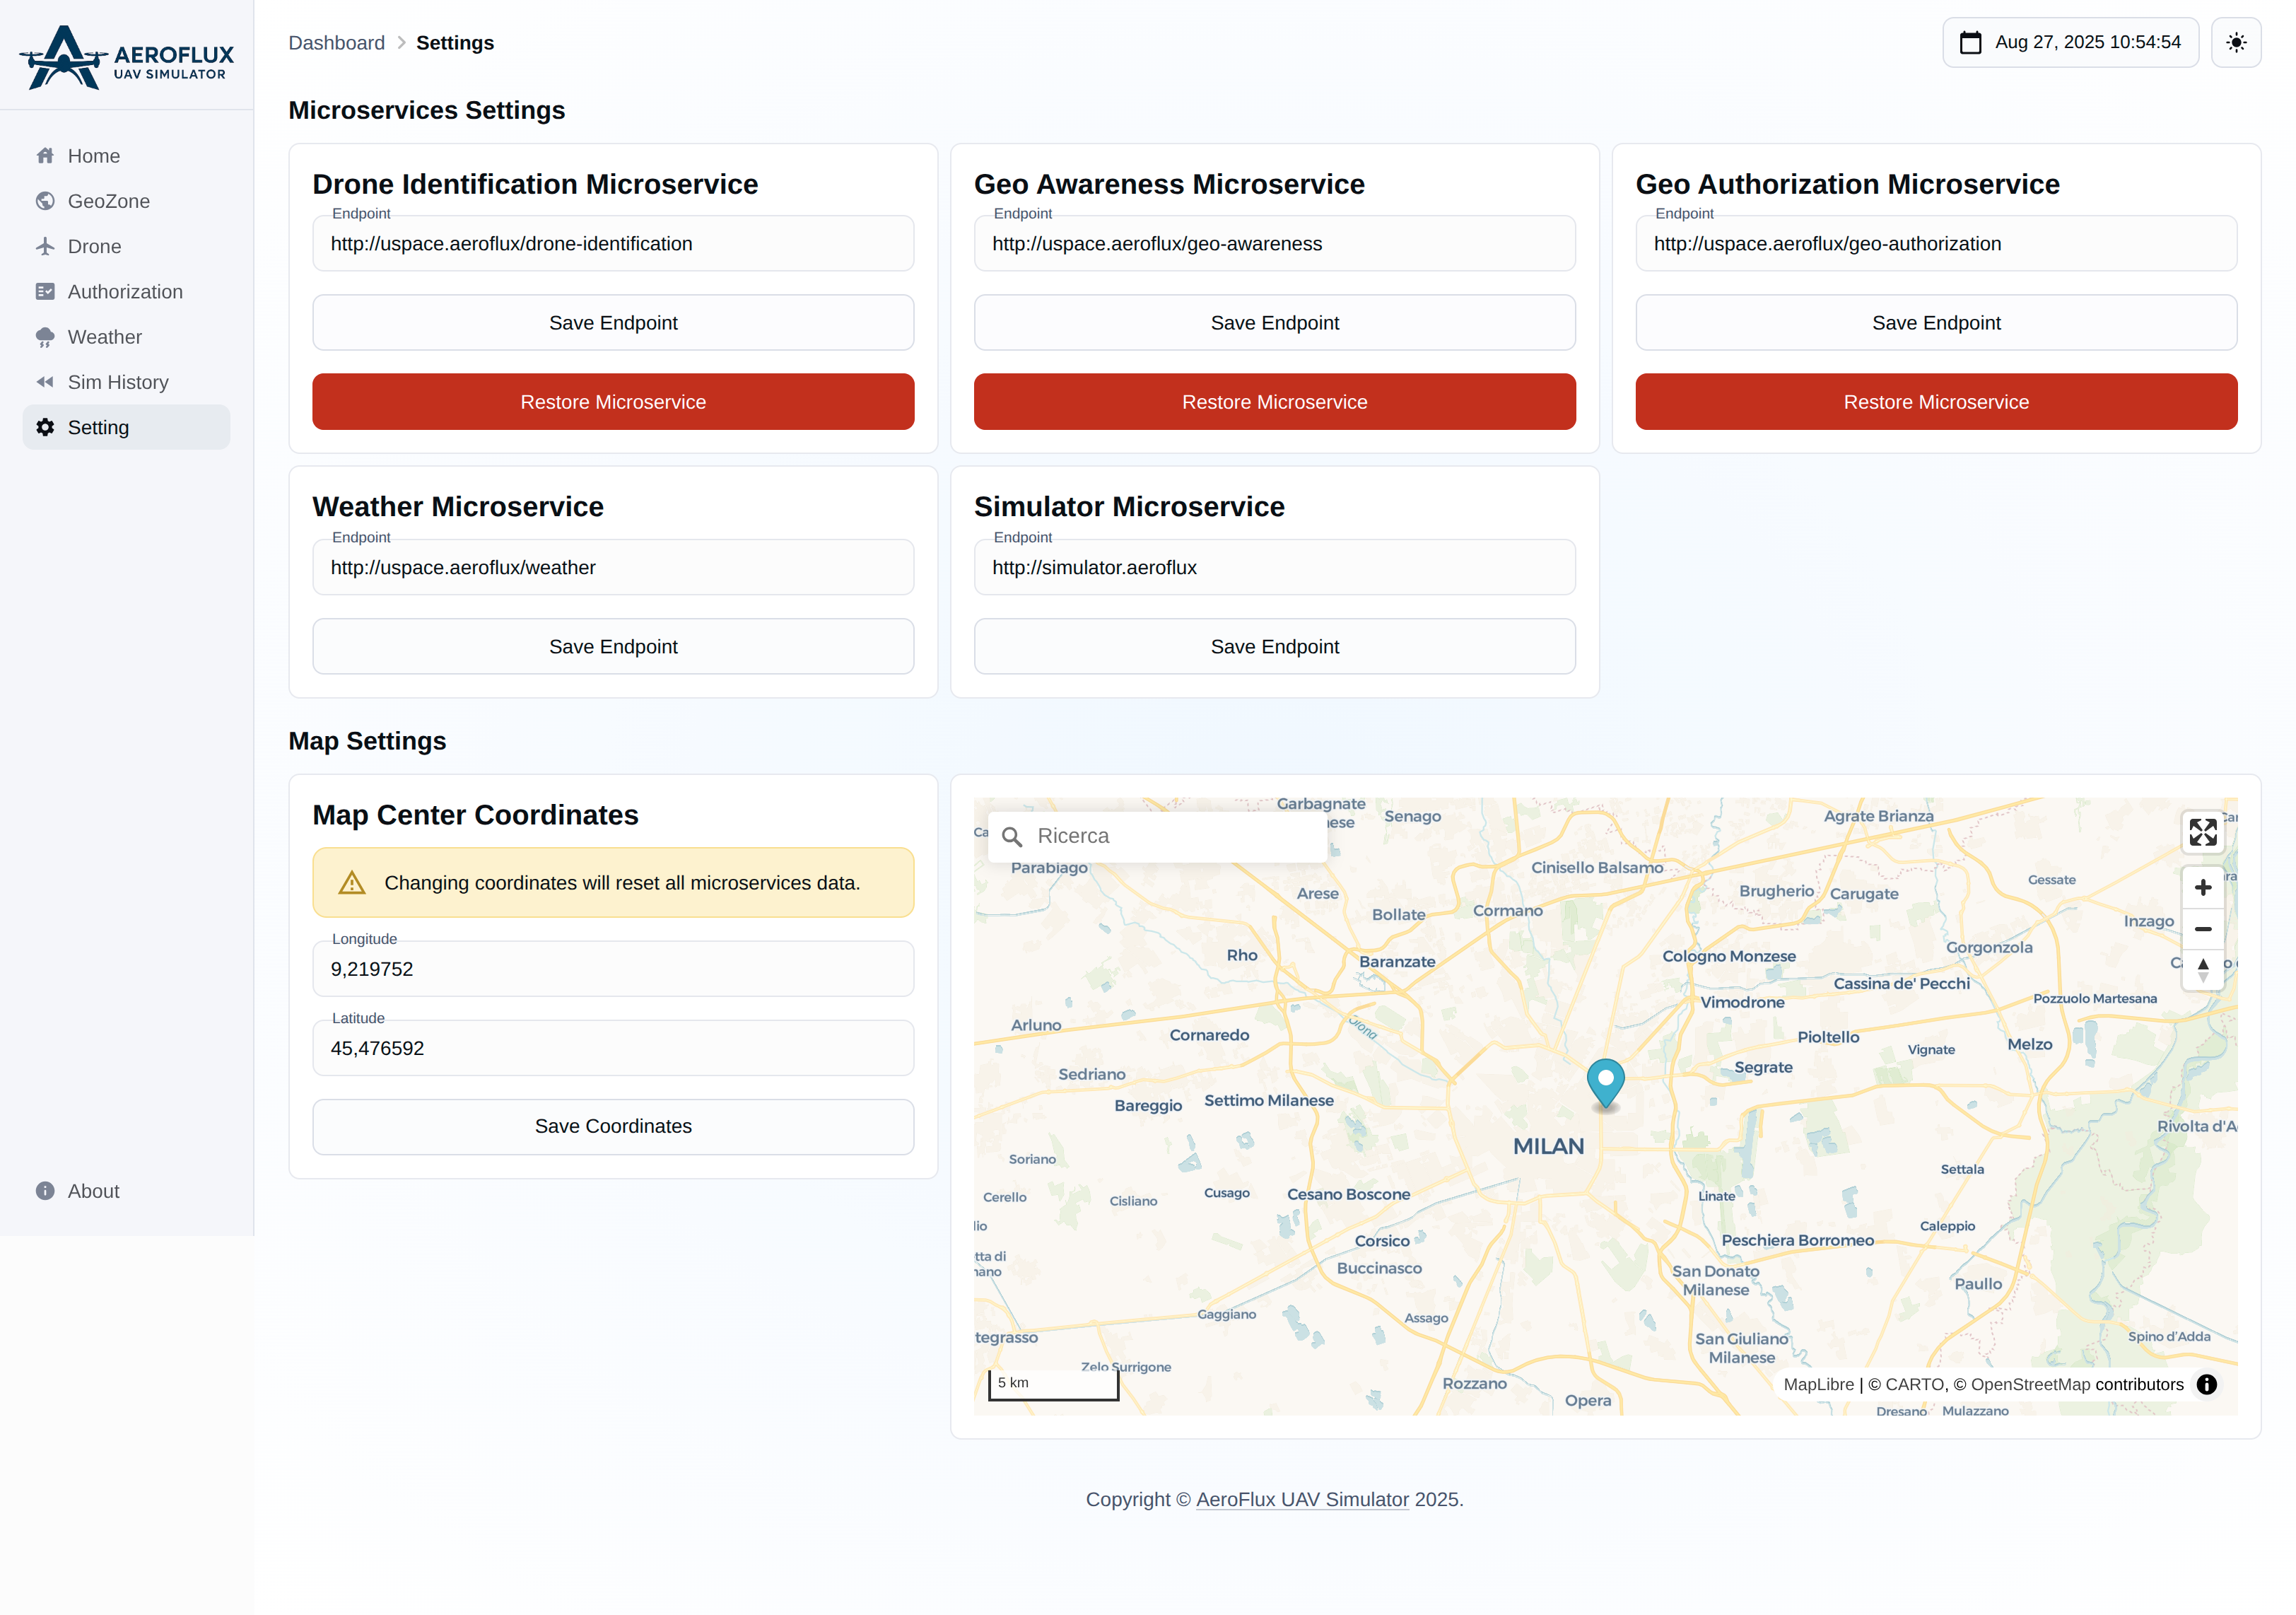 AEROFLUX
UAV SIMULATOR
Home
GeoZone
Drone
Authorization
Weather
Sim History
Setting
About
Dashboard > Settings
Aug 27, 2025 10:54:54
Microservices Settings
Drone Identification Microservice
Endpoint
http://uspace.aeroflux/drone-identification
Save Endpoint
Restore Microservice
Geo Awareness Microservice
Endpoint
http://uspace.aeroflux/geo-awareness
Save Endpoint
Restore Microservice
Geo Authorization Microservice
Endpoint
http://uspace.aeroflux/geo-authorization
Save Endpoint
Restore Microservice
Weather Microservice
Endpoint
http://uspace.aeroflux/weather
Save Endpoint
Simulator Microservice
Endpoint
http://simulator.aeroflux
Save Endpoint
Map Settings
Map Center Coordinates
Changing coordinates will reset all microservices data.
Longitude
9,219752
Latitude
45,476592
Save Coordinates
Ricerca
Garbagnate
nese
Senago
Agrate Brianza
Parabiago
Cinisello Balsamo
Arese
Brugherio
Carugate
Gessate
Bollate
Cormano
Inzago
Rho
Baranzate
Cologno Monzese
Gorgonzola
Cassina de' Pecchi
Vimodrone
Pozzuolo Martesana
Arluno
Cornaredo
Olona
Pioltello
Vignate
Melzo
Sedriano
Segrate
Bareggio
Settimo Milanese
MILAN
Rivolta d'A
Soriano
Settala
Cerello
Cisliano
Cusago
Cesano Boscone
Linate
lio
Caleppio
Corsico
Peschiera Borromeo
tta di
nano
Buccinasco
San Donato
Milanese
Paullo
Gaggiano
Assago
tegrasso
San Giuliano
Milanese
Spino d'Adda
Zelo Surrigone
5 km
Rozzano
Opera
MapLibre | © CARTO, © OpenStreetMap contributors
Dresano
Mulazzano
Copyright © AeroFlux UAV Simulator 2025.